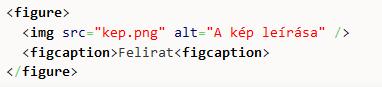 <figure>
  <img src="kep.png" alt="A kép leírása" />
  <figcaption>Felirat<figcaption>
</figure>